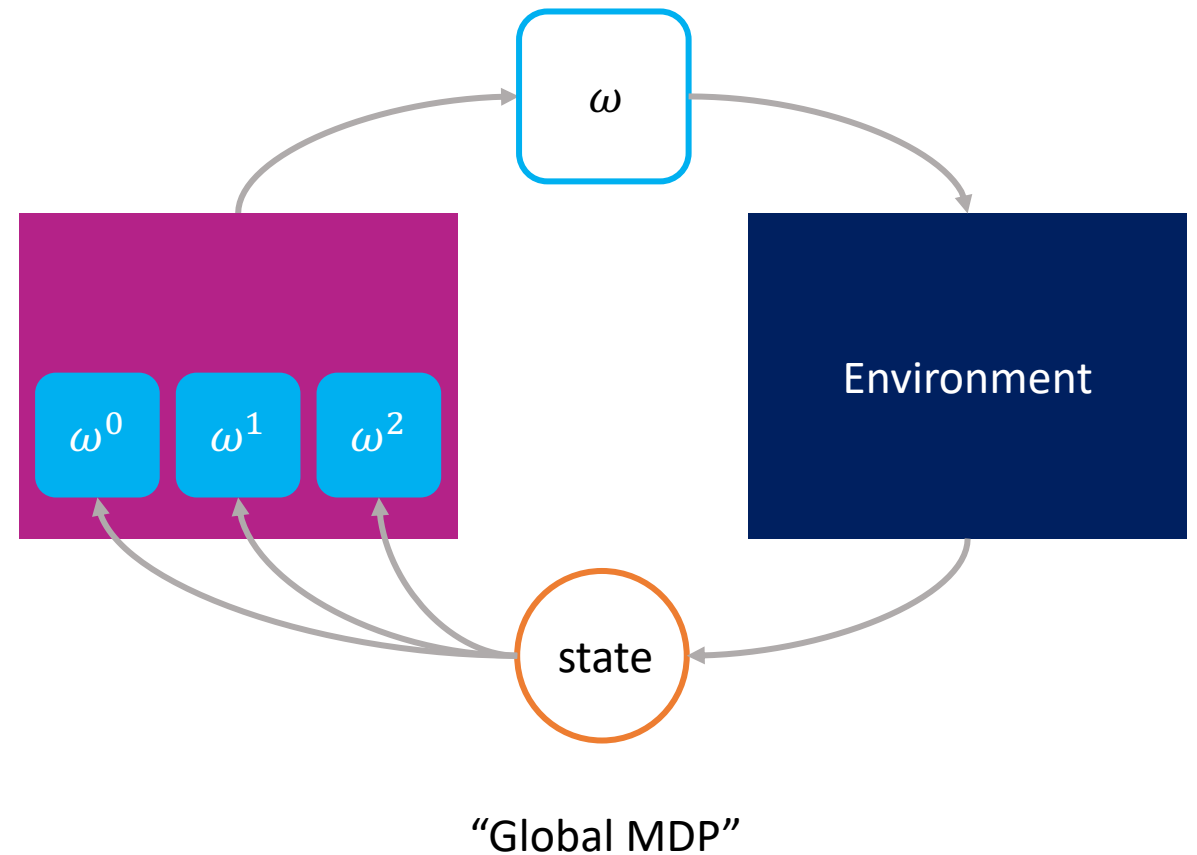 ω
Environment
ω⁰ ω¹ ω²
state
“Global MDP”